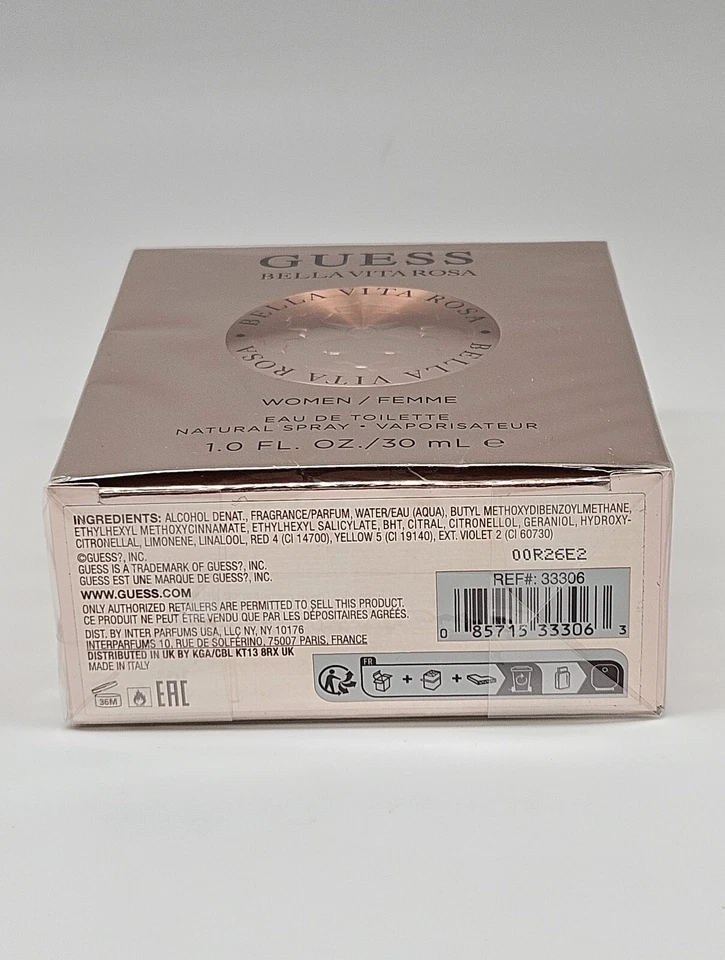 GUESS
BELLA VITA ROSA
BELLA VITA ROSA • BELLA VITA ROSA •
WOMEN / FEMME
EAU DE TOILETTE
NATURAL SPRAY • VAPORISATEUR
1.0 FL. OZ./30 mL e
INGREDIENTS: ALCOHOL DENAT., FRAGRANCE/PARFUM, WATER/EAU (AQUA), BUTYL METHOXYDIBENZOYLMETHANE,
ETHYLHEXYL METHOXYCINNAMATE, ETHYLHEXYL SALICYLATE, BHT, CITRAL, CITRONELLOL, GERANIOL, HYDROXY-
CITRONELLAL, LIMONENE, LINALOOL, RED 4 (CI 14700), YELLOW 5 (CI 19140), EXT. VIOLET 2 (CI 60730)
©GUESS?, INC.
GUESS IS A TRADEMARK OF GUESS?, INC.
GUESS EST UNE MARQUE DE GUESS?, INC.
WWW.GUESS.COM
ONLY AUTHORIZED RETAILERS ARE PERMITTED TO SELL THIS PRODUCT.
CE PRODUIT NE PEUT ÊTRE VENDU QUE PAR LES DÉPOSITAIRES AGRÉÉS.
DIST. BY INTER PARFUMS USA, LLC NY, NY 10176
INTERPARFUMS 10, RUE DE SOLFÉRINO, 75007 PARIS, FRANCE
DISTRIBUTED IN UK BY KGA/CBL KT13 8RX UK
MADE IN ITALY
36M
EAC
00R26E2
REF#: 33306
0 85715 33306 3
FR